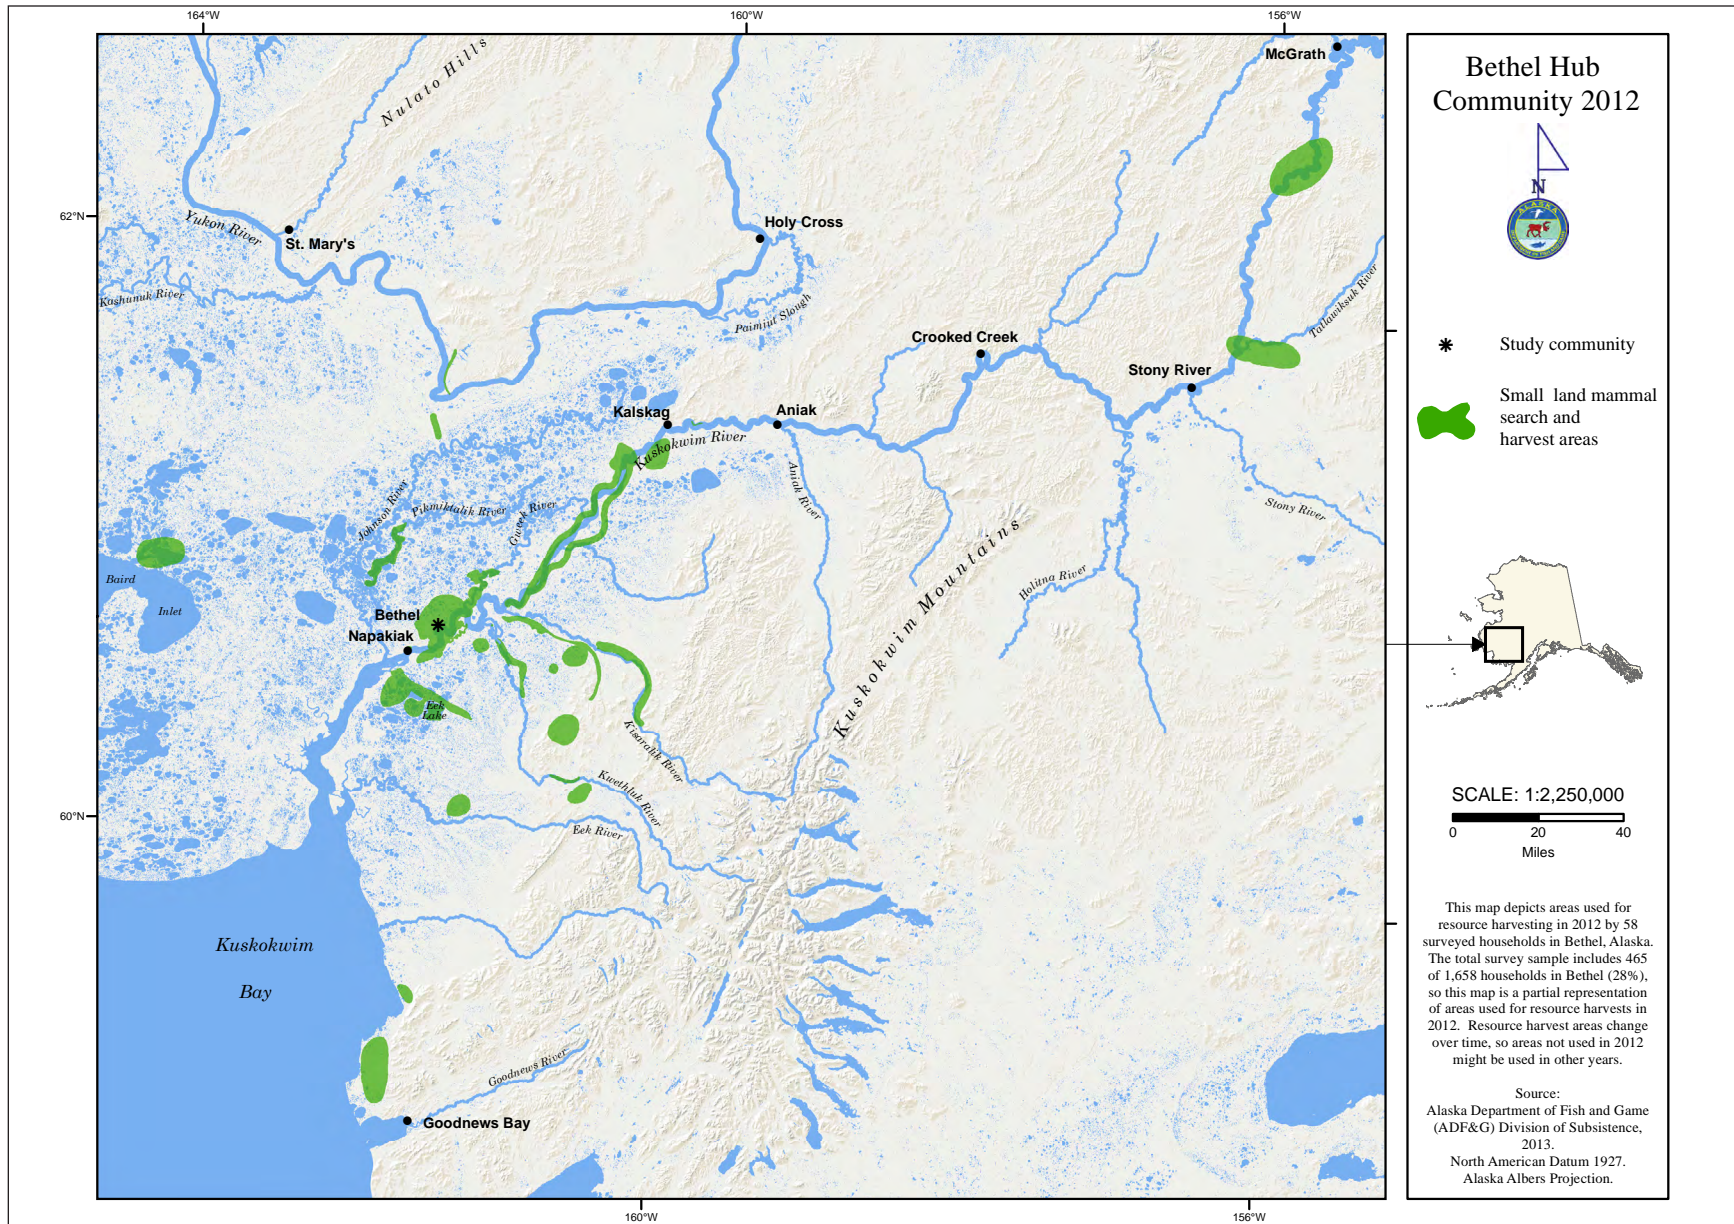 164°W
160°W
156°W
McGrath
Nulato Hills
62°N
Yukon River
St. Mary's
Holy Cross
Kashunuk River
Paimiut Slough
Tatlawiksuk River
Crooked Creek
Stony River
Kalskag
Aniak
Kuskokwim River
Johnson River
Pikmiktalik River
Gweek River
Aniak River
Stony River
Baird
Inlet
Holitna River
Kuskokwim Mountains
Bethel
Napakiak
Eek
Lake
Kisaralik River
Kwethluk River
60°N
Eek River
Kuskokwim
Bay
Goodnews River
Goodnews Bay
160°W
156°W
Bethel Hub
Community 2012
N
ALASKA
Study community
Small land mammal
search and
harvest areas
SCALE: 1:2,250,000
0 20 40
Miles
This map depicts areas used for
resource harvesting in 2012 by 58
surveyed households in Bethel, Alaska.
The total survey sample includes 465
of 1,658 households in Bethel (28%),
so this map is a partial representation
of areas used for resource harvests in
2012. Resource harvest areas change
over time, so areas not used in 2012
might be used in other years.
Source:
Alaska Department of Fish and Game
(ADF&G) Division of Subsistence,
2013.
North American Datum 1927.
Alaska Albers Projection.